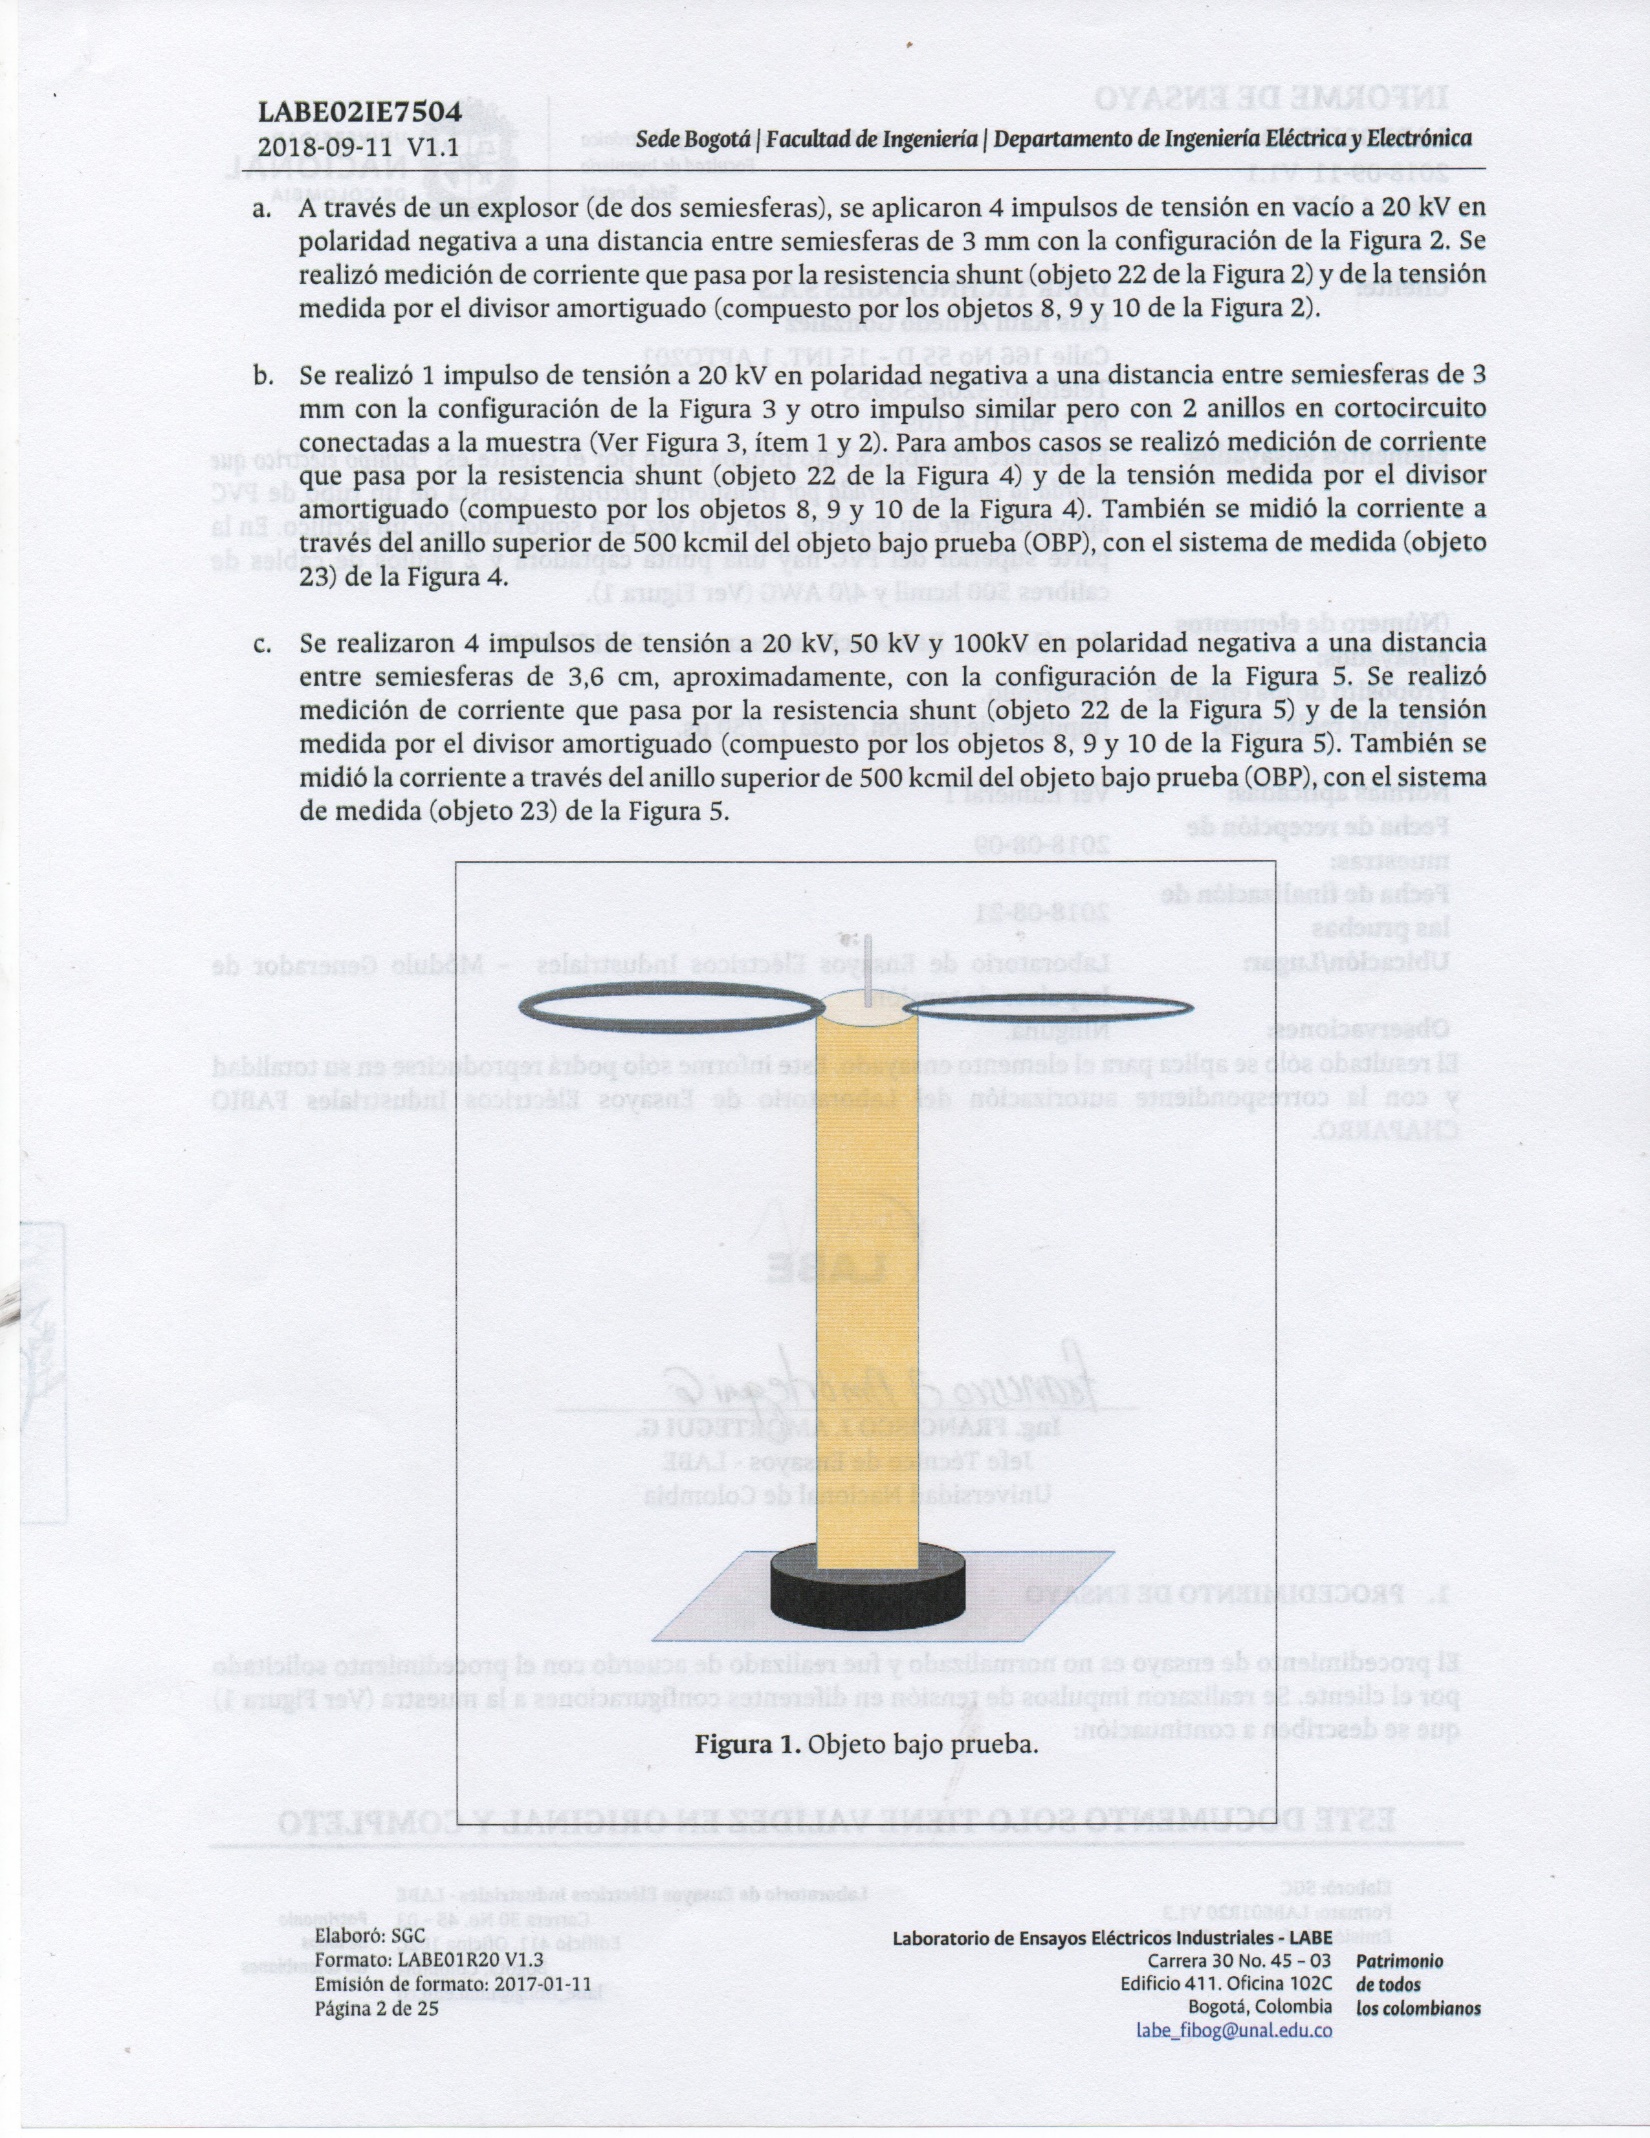 LABE02IE7504
2018-09-11 V1.1
Sede Bogotá | Facultad de Ingeniería | Departamento de Ingeniería Eléctrica y Electrónica
a. A través de un explosor (de dos semiesferas), se aplicaron 4 impulsos de tensión en vacío a 20 kV en
polaridad negativa a una distancia entre semiesferas de 3 mm con la configuración de la Figura 2. Se
realizó medición de corriente que pasa por la resistencia shunt (objeto 22 de la Figura 2) y de la tensión
medida por el divisor amortiguado (compuesto por los objetos 8, 9 y 10 de la Figura 2).
b. Se realizó 1 impulso de tensión a 20 kV en polaridad negativa a una distancia entre semiesferas de 3
mm con la configuración de la Figura 3 y otro impulso similar pero con 2 anillos en cortocircuito
conectadas a la muestra (Ver Figura 3, ítem 1 y 2). Para ambos casos se realizó medición de corriente
que pasa por la resistencia shunt (objeto 22 de la Figura 4) y de la tensión medida por el divisor
amortiguado (compuesto por los objetos 8, 9 y 10 de la Figura 4). También se midió la corriente a
través del anillo superior de 500 kcmil del objeto bajo prueba (OBP), con el sistema de medida (objeto
23) de la Figura 4.
c. Se realizaron 4 impulsos de tensión a 20 kV, 50 kV y 100kV en polaridad negativa a una distancia
entre semiesferas de 3,6 cm, aproximadamente, con la configuración de la Figura 5. Se realizó
medición de corriente que pasa por la resistencia shunt (objeto 22 de la Figura 5) y de la tensión
medida por el divisor amortiguado (compuesto por los objetos 8, 9 y 10 de la Figura 5). También se
midió la corriente a través del anillo superior de 500 kcmil del objeto bajo prueba (OBP), con el sistema
de medida (objeto 23) de la Figura 5.
Figura 1. Objeto bajo prueba.
Elaboró: SGC
Formato: LABE01R20 V1.3
Emisión de formato: 2017-01-11
Página 2 de 25
Laboratorio de Ensayos Eléctricos Industriales - LABE
Carrera 30 No. 45 – 03
Edificio 411. Oficina 102C
Bogotá, Colombia
labe_fibog@unal.edu.co
Patrimonio
de todos
los colombianos